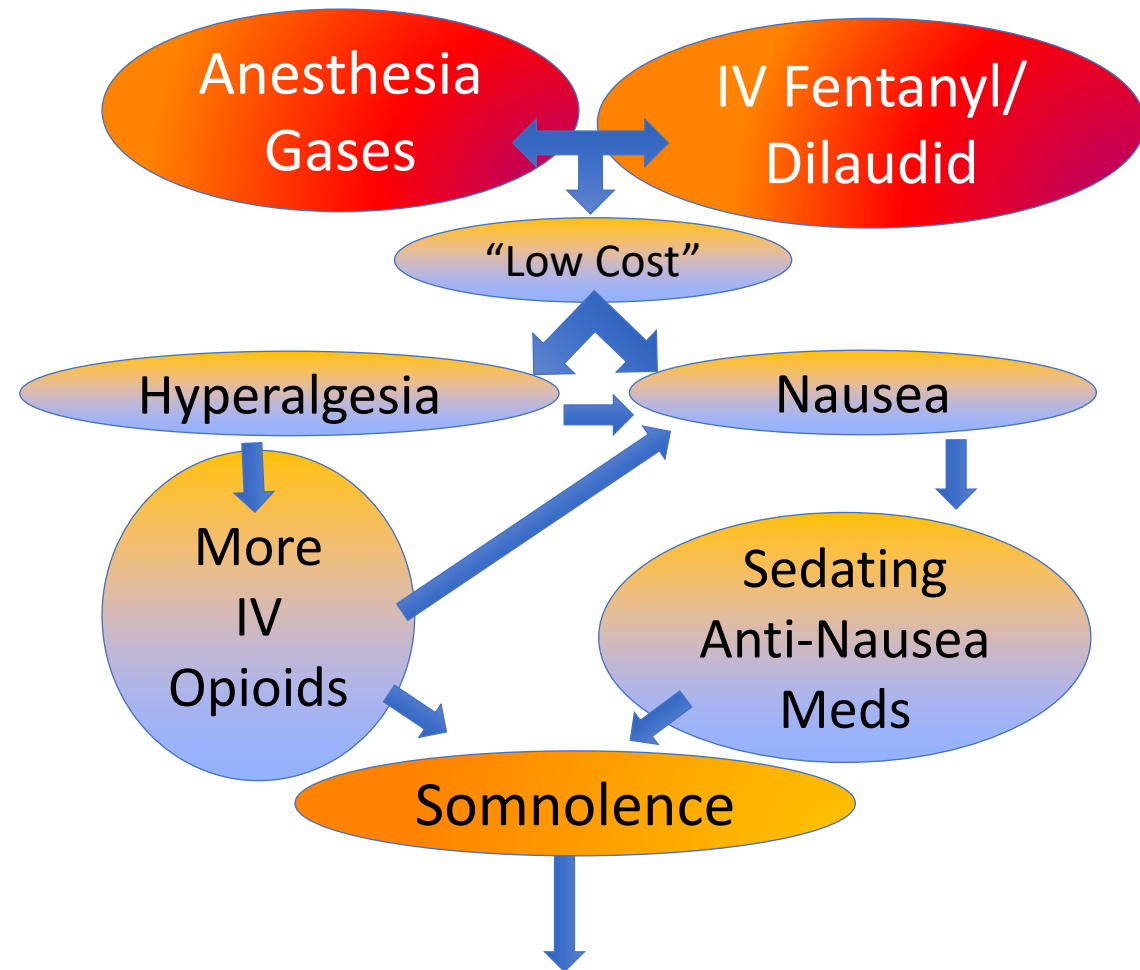 Anesthesia
Gases
IV Fentanyl/
Dilaudid
“Low Cost”
Hyperalgesia
Nausea
More
IV
Opioids
Sedating
Anti-Nausea
Meds
Somnolence